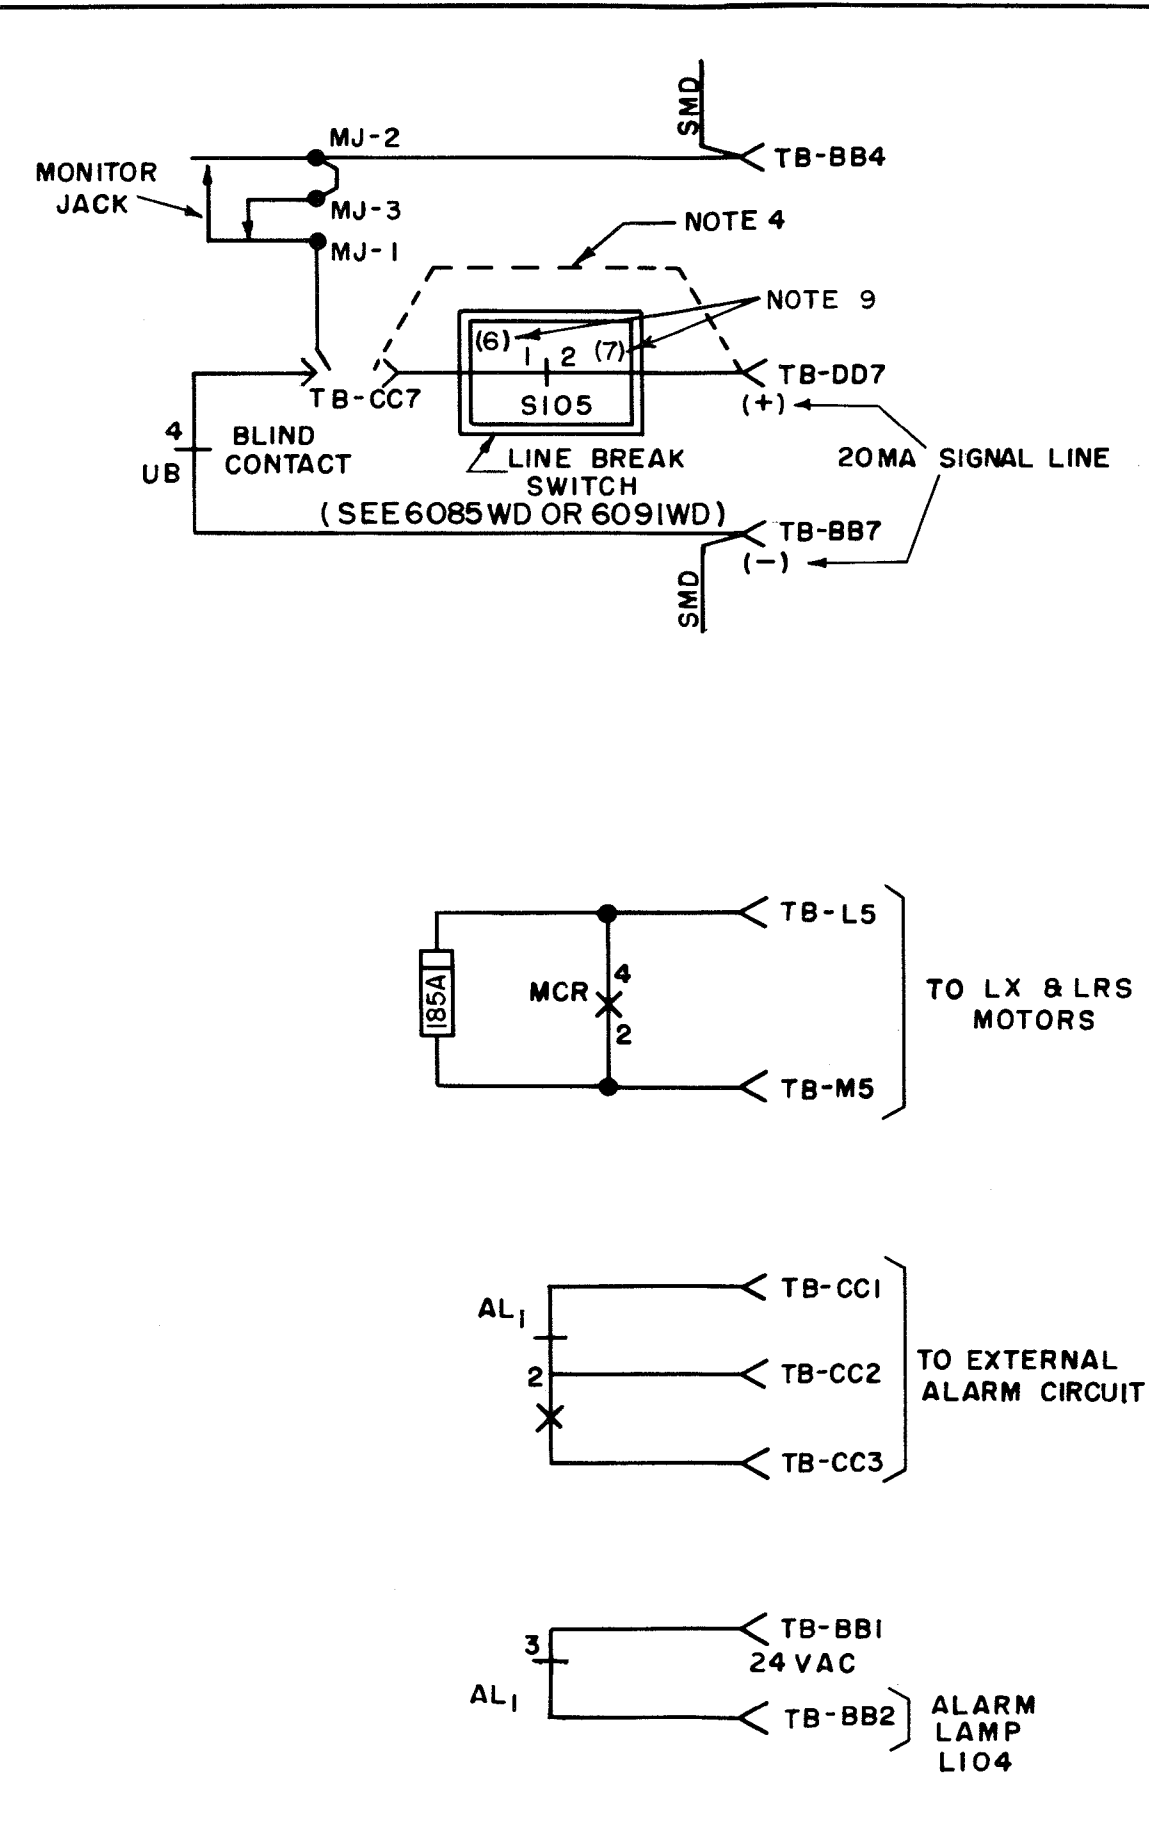 SMD
MJ-2
TB-BB4
MONITOR
JACK
MJ-3
NOTE 4
MJ-1
NOTE 9
(6)
1
2
(7)
TB-DD7
TB-CC7
S105
(+)
4
BLIND
CONTACT
UB
LINE BREAK
SWITCH
20MA SIGNAL LINE
(SEE 6085WD OR 6091WD)
TB-BB7
(-)
SMD
TB-L5
4
185A
MCR
2
TO LX & LRS
MOTORS
TB-M5
TB-CC1
AL1
2
TB-CC2
TO EXTERNAL
ALARM CIRCUIT
TB-CC3
TB-BB1
3
24 VAC
AL1
TB-BB2
ALARM
LAMP
L104